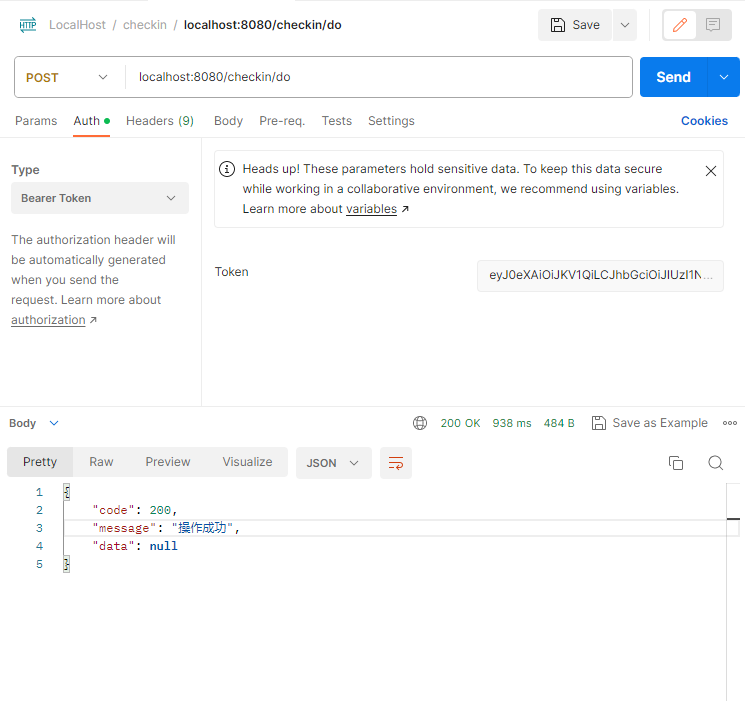 HTTP LocalHost / checkin / localhost:8080/checkin/do Save
POST localhost:8080/checkin/do Send
Params Auth Headers (9) Body Pre-req. Tests Settings Cookies
Type
Bearer Token
The authorization header will
be automatically generated
when you send the
request. Learn more about
authorization ↗
Heads up! These parameters hold sensitive data. To keep this data secure
while working in a collaborative environment, we recommend using variables.
Learn more about variables ↗
Token eyJ0eXAiOiJKV1QiLCJhbGciOiJIUzI1N...
Body 200 OK 938 ms 484 B Save as Example
Pretty Raw Preview Visualize JSON
1 {
2 "code": 200,
3 "message": "操作成功",
4 "data": null
5 }